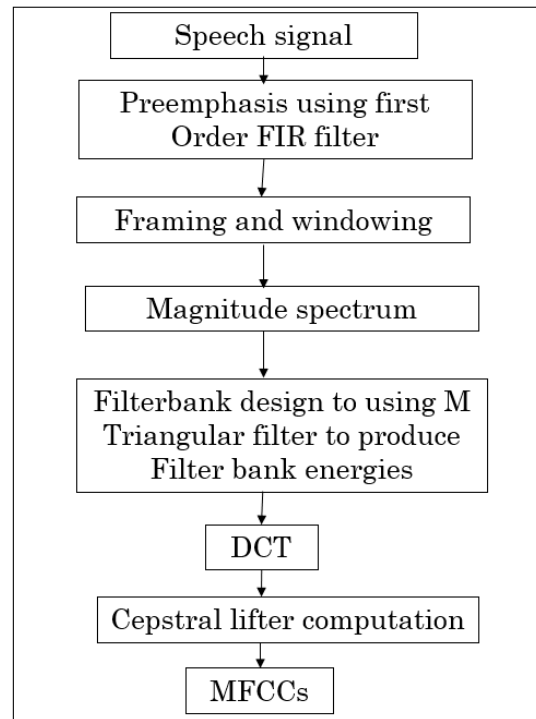 Speech signal
Preemphasis using first
Order FIR filter
Framing and windowing
Magnitude spectrum
Filterbank design to using M
Triangular filter to produce
Filter bank energies
DCT
Cepstral lifter computation
MFCCs